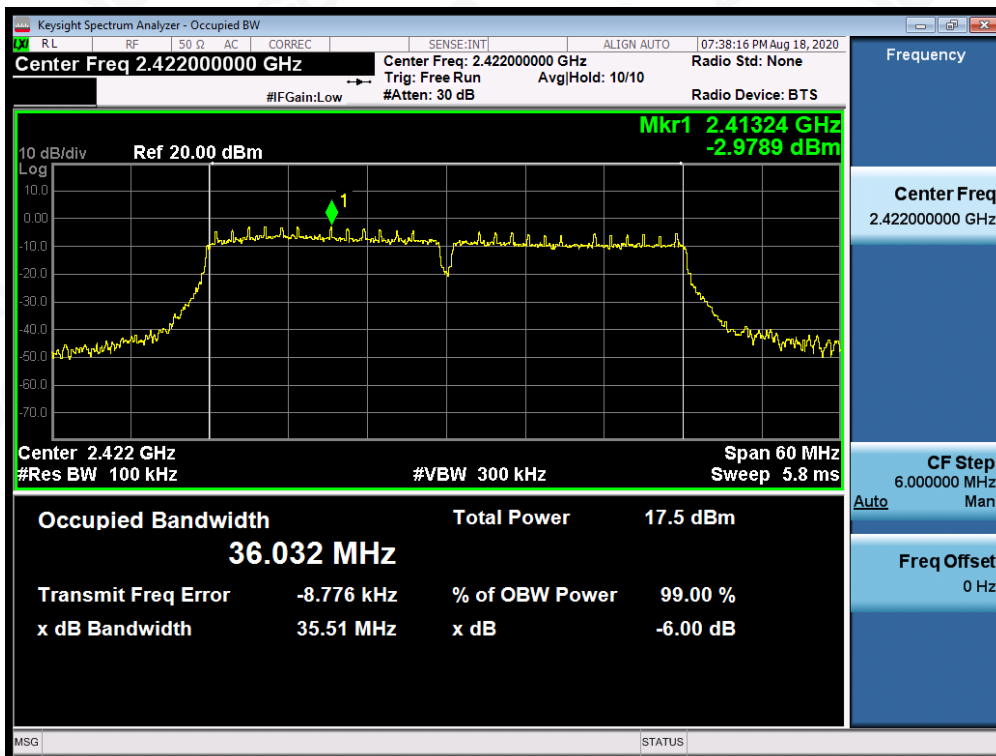 Keysight Spectrum Analyzer - Occupied BW
LXI RL RF 50 Ω AC CORREC SENSE:INT ALIGN AUTO 07:38:16 PM Aug 18, 2020
Center Freq 2.422000000 GHz
#IFGain:Low
Center Freq: 2.422000000 GHz
Trig: Free Run Avg|Hold: 10/10
#Atten: 30 dB
Radio Std: None
Radio Device: BTS
Mkr1 2.41324 GHz
-2.9789 dBm
10 dB/div Ref 20.00 dBm
Log
10.0
0.00
-10.0
-20.0
-30.0
-40.0
-50.0
-60.0
-70.0
1
Center 2.422 GHz Span 60 MHz
#Res BW 100 kHz #VBW 300 kHz Sweep 5.8 ms
Occupied Bandwidth Total Power 17.5 dBm
36.032 MHz
Transmit Freq Error -8.776 kHz % of OBW Power 99.00 %
x dB Bandwidth 35.51 MHz x dB -6.00 dB
MSG STATUS
Frequency
Center Freq
2.422000000 GHz
CF Step
6.000000 MHz
Auto Man
Freq Offset
0 Hz